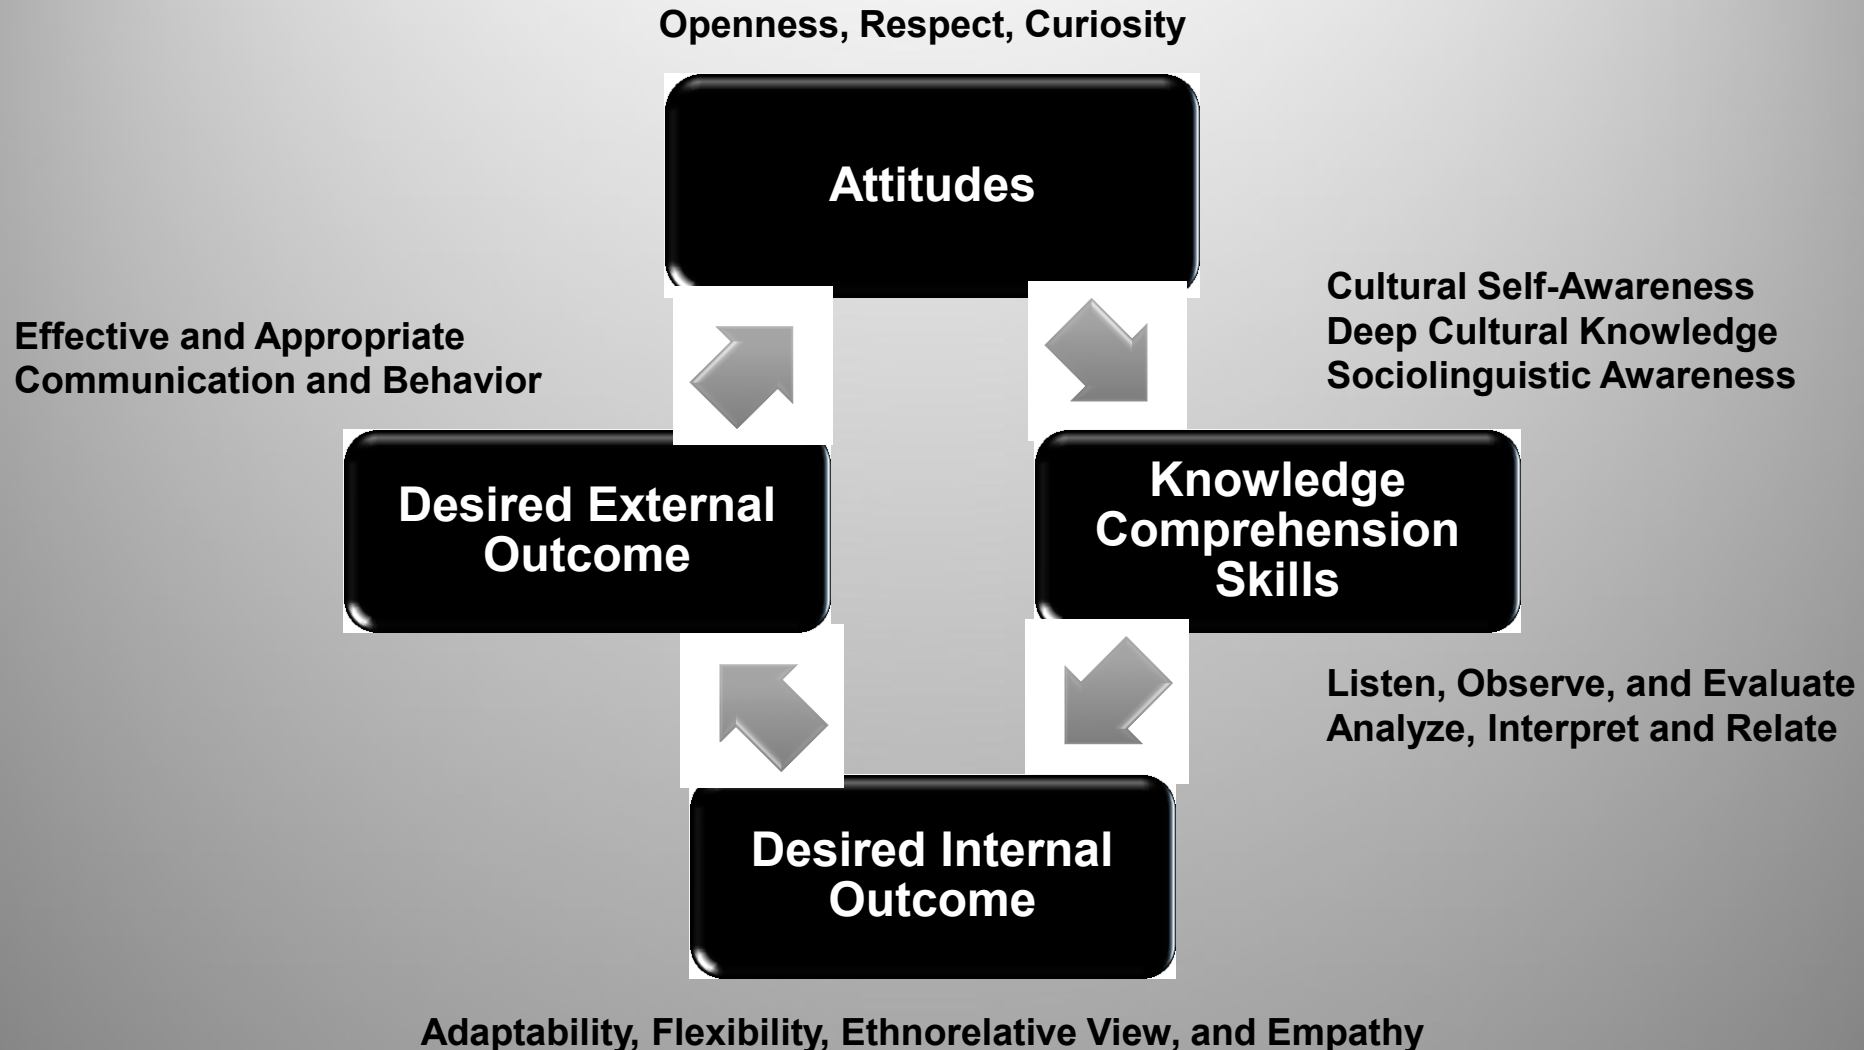 Openness, Respect, Curiosity
Attitudes
Cultural Self-Awareness
Deep Cultural Knowledge
Sociolinguistic Awareness
Effective and Appropriate
Communication and Behavior
Desired External
Outcome
Knowledge
Comprehension
Skills
Listen, Observe, and Evaluate
Analyze, Interpret and Relate
Desired Internal
Outcome
Adaptability, Flexibility, Ethnorelative View, and Empathy